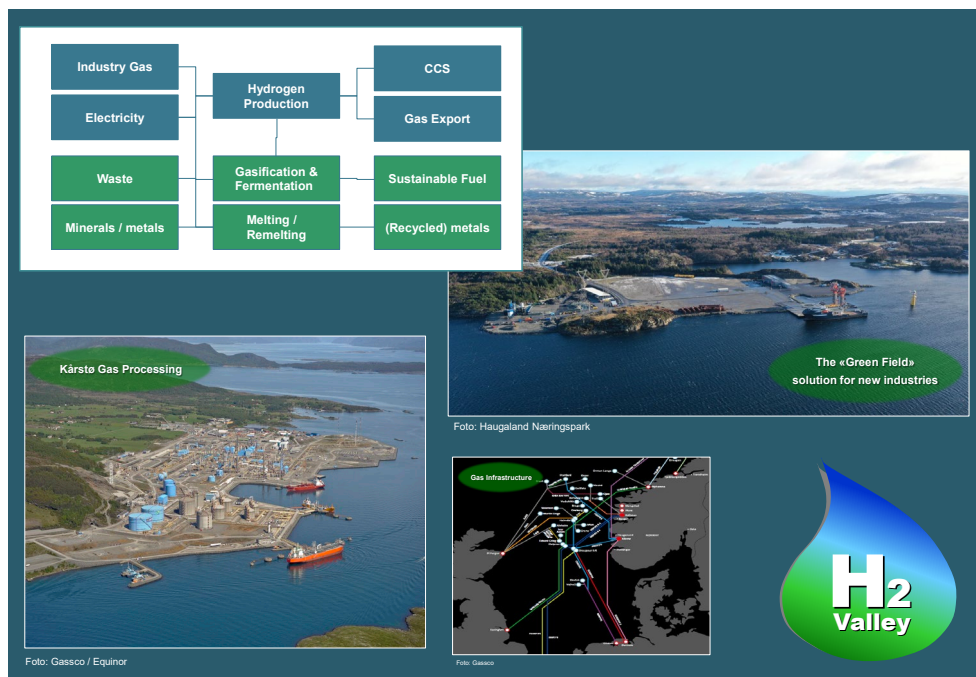 Industry Gas
Electricity
Hydrogen
Production
CCS
Gas Export
Waste
Gasification &
Fermentation
Sustainable Fuel
Minerals / metals
Melting /
Remelting
(Recycled) metals
The «Green Field»
solution for new industries
Foto: Haugaland Næringspark
Kårstø Gas Processing
Foto: Gassco / Equinor
Gas Infrastructure
Foto: Gassco
H2
Valley